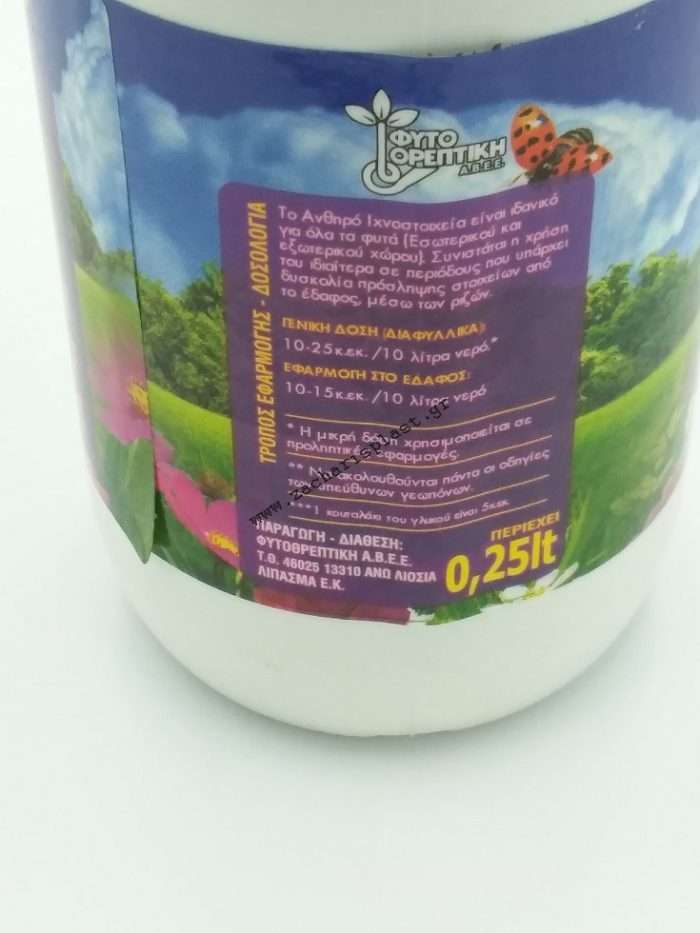 ΦΥΤΟ
ΘΡΕΠΤΙΚΗ
Α.Β.Ε.Ε.
ΤΡΟΠΟΣ ΕΦΑΡΜΟΓΗΣ - ΔΟΣΟΛΟΓΙΑ
Το Ανθηρό Ιχνοστοιχεία είναι ιδανικό
για όλα τα φυτά (Εσωτερικού και
εξωτερικού χώρου). Συνιστάται η χρήση
του ιδιαίτερα σε περιόδους που υπάρχει
δυσκολία πρόσληψης στοιχείων από
το έδαφος, μέσω των ριζών.
ΓΕΝΙΚΗ ΔΟΣΗ (ΔΙΑΦΥΛΛΙΚΑ):
10-25κ.εκ. /10 λίτρα νερό.*
ΕΦΑΡΜΟΓΗ ΣΤΟ ΕΔΑΦΟΣ:
10-15κ.εκ. /10 λίτρα νερό
* Η μικρή δόση χρησιμοποιείται σε
προληπτικές εφαρμογές.
** Να ακολουθούνται πάντα οι οδηγίες
των υπεύθυνων γεωπόνων.
***1 κουταλάκι του γλυκού είναι 5κεκ.
www.zacharisplast.gr
ΠΑΡΑΓΩΓΗ - ΔΙΑΘΕΣΗ:
ΦΥΤΟΘΡΕΠΤΙΚΗ Α.Β.Ε.Ε.
Τ.Θ. 46025 13310 ΑΝΩ ΛΙΟΣΙΑ
ΛΙΠΑΣΜΑ Ε.Κ.
ΠΕΡΙΕΧΕΙ
0,25lt